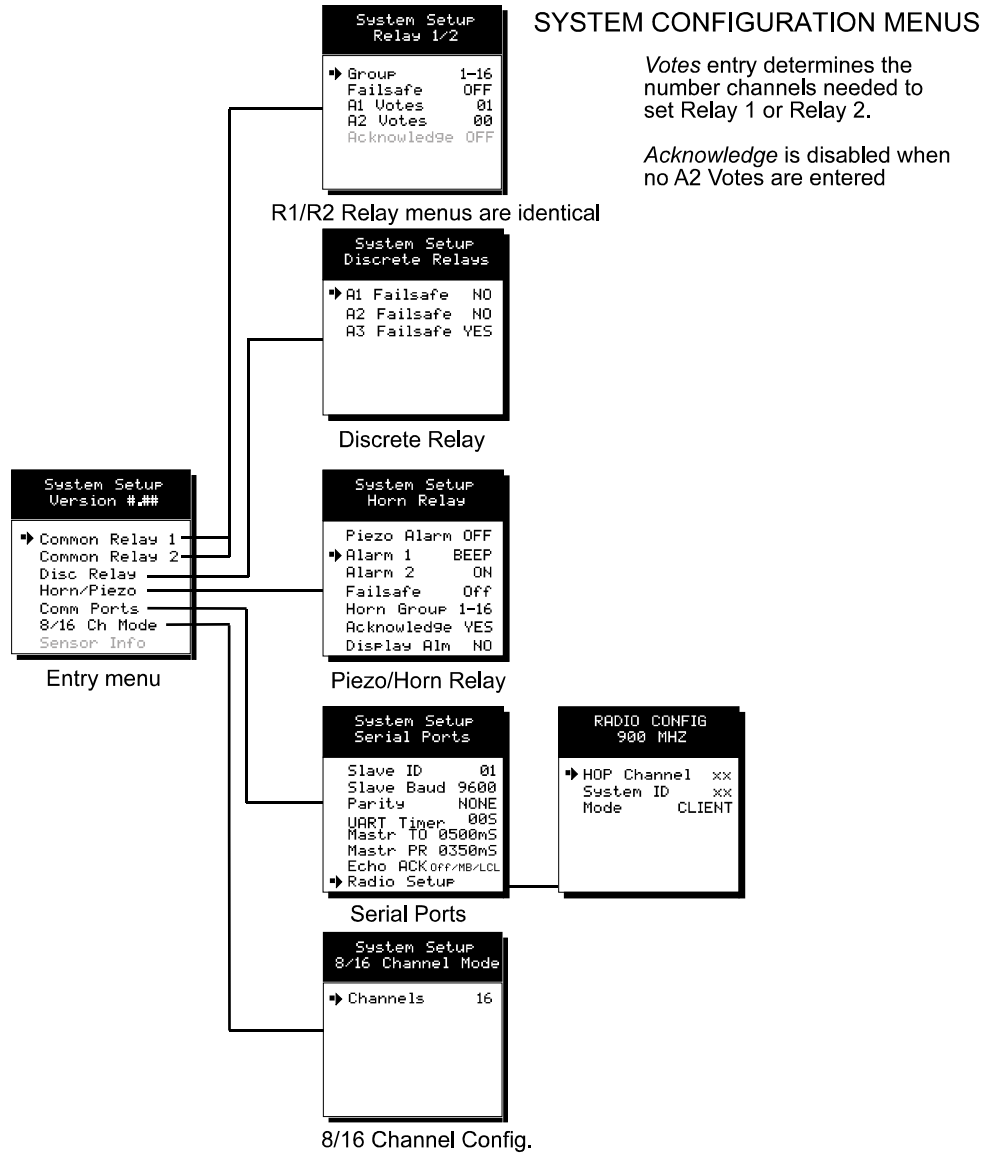 SYSTEM CONFIGURATION MENUS
Votes entry determines the
number channels needed to
set Relay 1 or Relay 2.
Acknowledge is disabled when
no A2 Votes are entered
System Setup
Relay 1/2
Group 1-16
Failsafe OFF
A1 Votes 01
A2 Votes 00
Acknowledge OFF
R1/R2 Relay menus are identical
System Setup
Discrete Relays
A1 Failsafe NO
A2 Failsafe NO
A3 Failsafe YES
Discrete Relay
System Setup
Version #.##
Common Relay 1
Common Relay 2
Disc Relay
Horn/Piezo
Comm Ports
8/16 Ch Mode
Sensor Info
Entry menu
System Setup
Horn Relay
Piezo Alarm OFF
Alarm 1 BEEP
Alarm 2 ON
Failsafe Off
Horn Group 1-16
Acknowledge YES
Display Alm NO
Piezo/Horn Relay
System Setup
Serial Ports
Slave ID 01
Slave Baud 9600
Parity NONE
UART Timer 00S
Mastr TO 0500mS
Mastr PR 0350mS
Echo ACK Off/MB/LCL
Radio Setup
Serial Ports
RADIO CONFIG
900 MHZ
HOP Channel xx
System ID xx
Mode CLIENT
System Setup
8/16 Channel Mode
Channels 16
8/16 Channel Config.